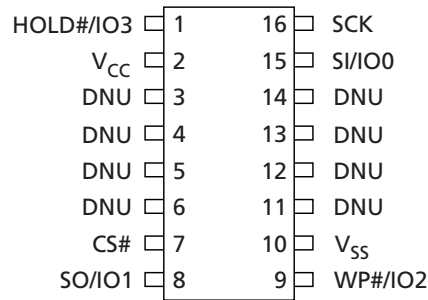 HOLD#/IO3 1 16 SCK
VCC 2 15 SI/IO0
DNU 3 14 DNU
DNU 4 13 DNU
DNU 5 12 DNU
DNU 6 11 DNU
CS# 7 10 VSS
SO/IO1 8 9 WP#/IO2